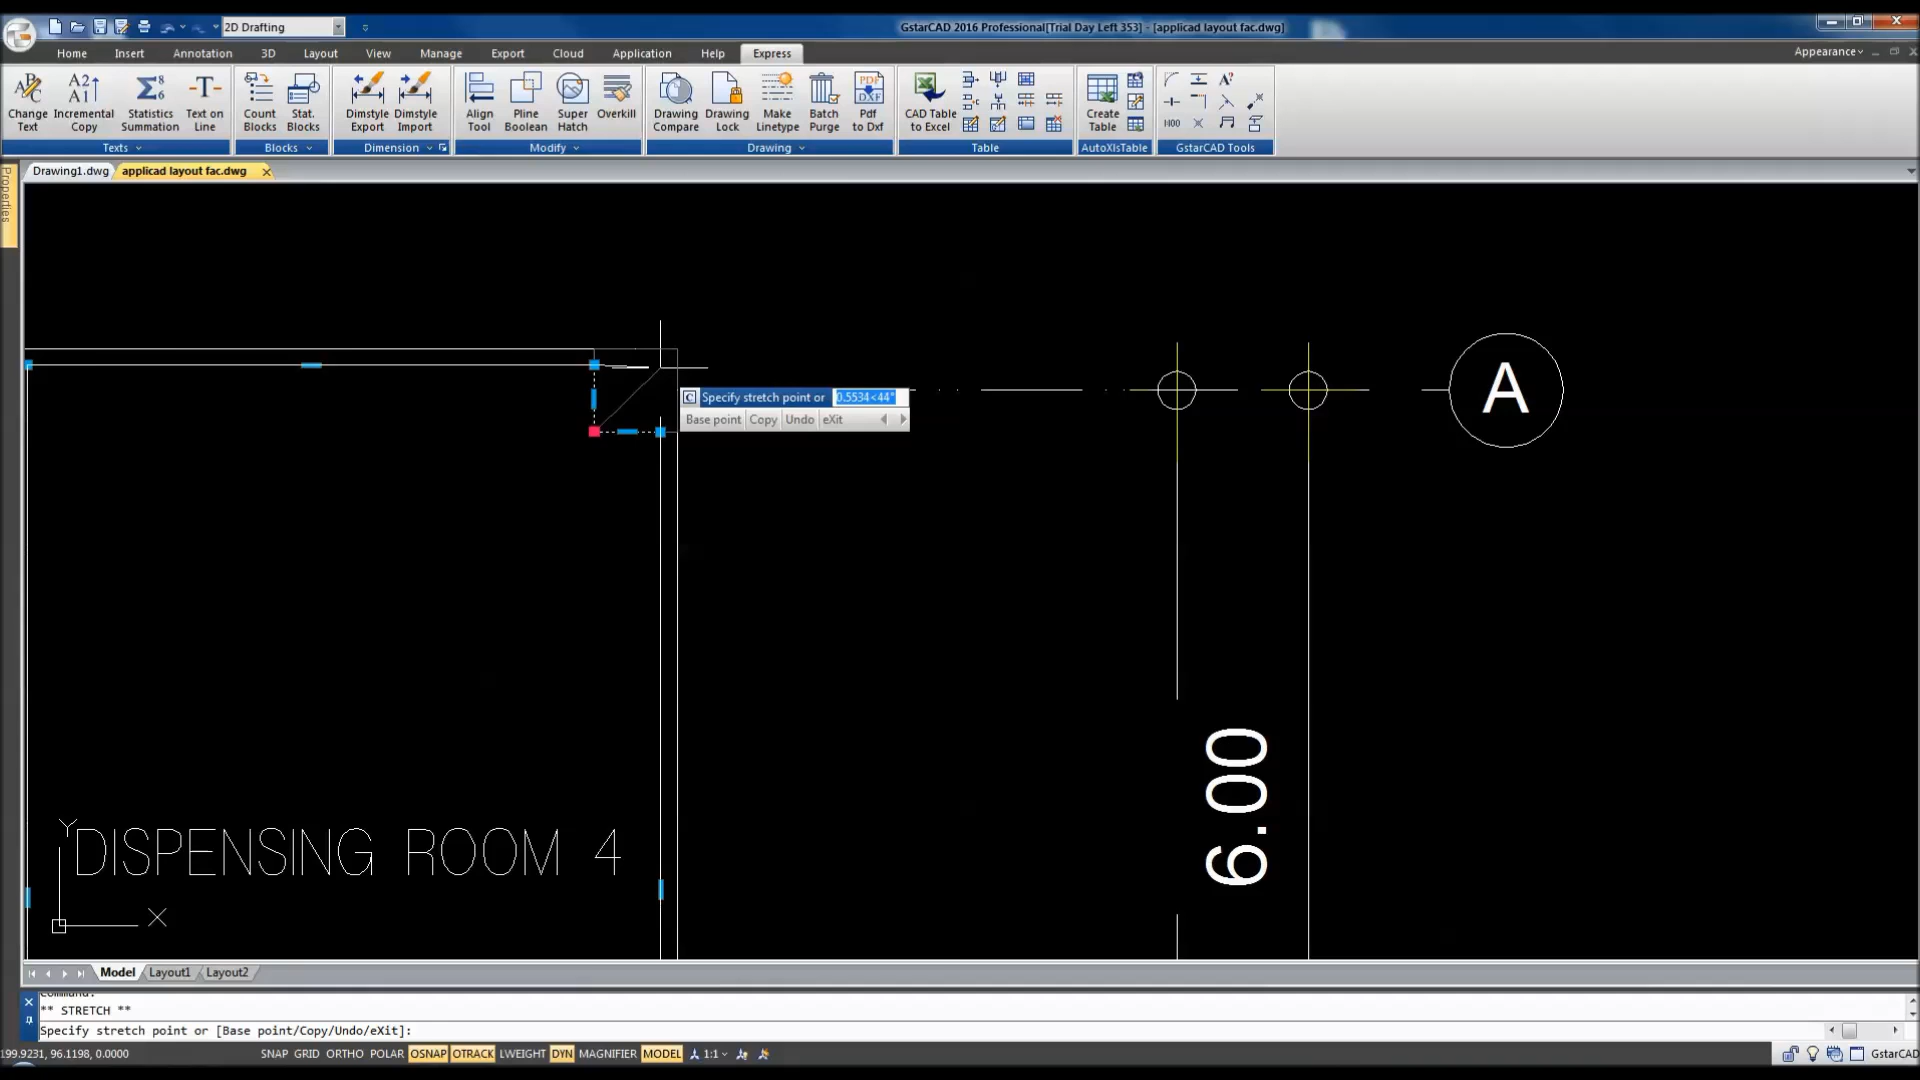 2D Drafting
GstarCAD 2016 Professional[Trial Day Left 353] - [applicad layout fac.dwg]
Home Insert Annotation 3D Layout View Manage Export Cloud Application Help Express
Appearance
Change Text
Incremental Copy
Statistics Summation
Text on Line
Count Blocks
Stat. Blocks
Dimstyle Export
Dimstyle Import
Align Tool
Pline Boolean
Super Hatch
Overkill
Drawing Compare
Drawing Lock
Make Linetype
Batch Purge
Pdf to Dxf
CAD Table to Excel
Create Table
Texts Blocks Dimension Modify Drawing Table AutoXlsTable GstarCAD Tools
Drawing1.dwg applicad layout fac.dwg
Properties
A
Specify stretch point or 0.5534<44°
Base point Copy Undo eXit
6.00
DISPENSING ROOM 4
Y
X
Model Layout1 Layout2
Command:
** STRETCH **
Specify stretch point or [Base point/Copy/Undo/eXit]:
199.9231, 96.1198, 0.0000 SNAP GRID ORTHO POLAR OSNAP OTRACK LWEIGHT DYN MAGNIFIER MODEL 1:1 GstarCAD